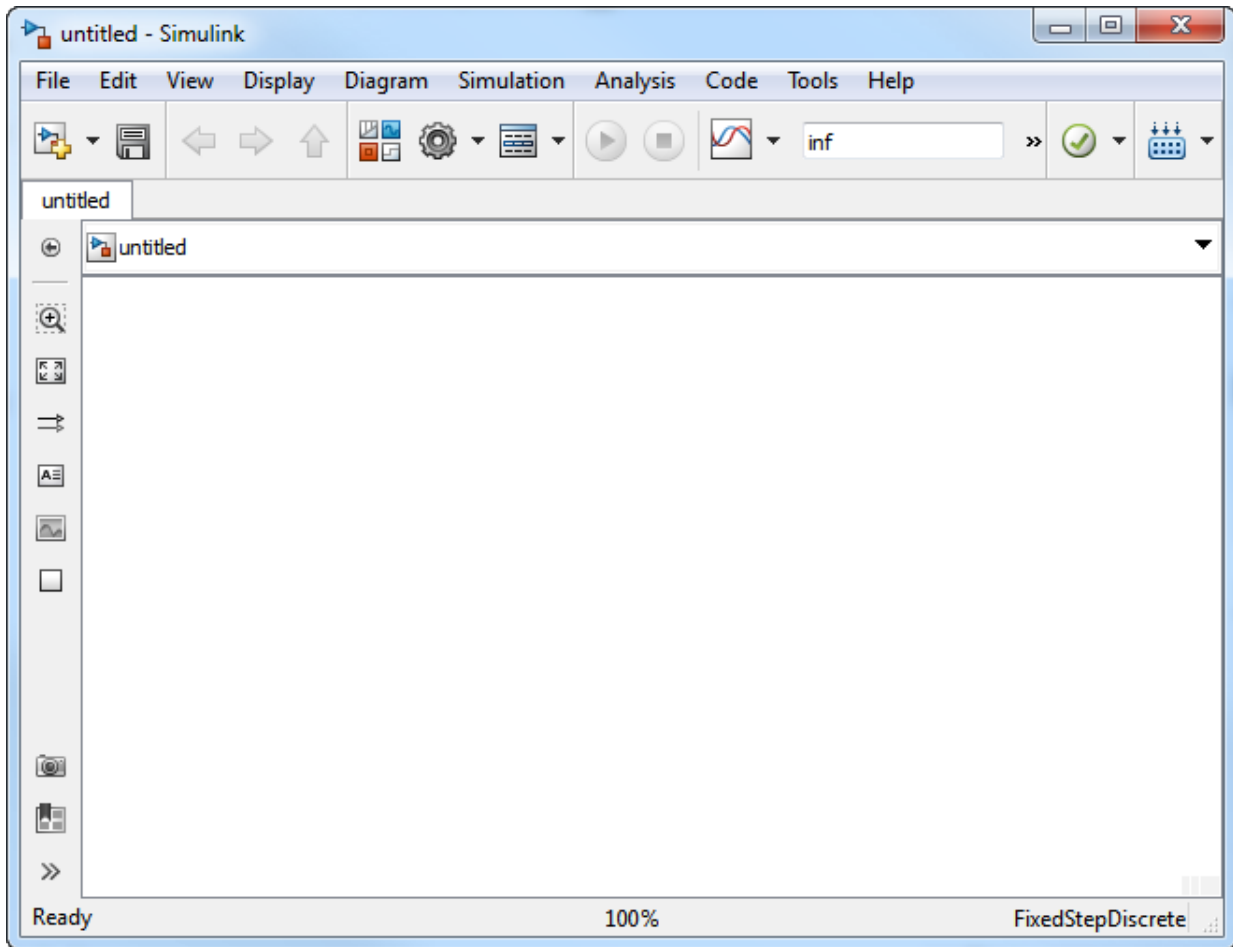 untitled - Simulink
File Edit View Display Diagram Simulation Analysis Code Tools Help
inf
untitled
untitled
Ready 100% FixedStepDiscrete